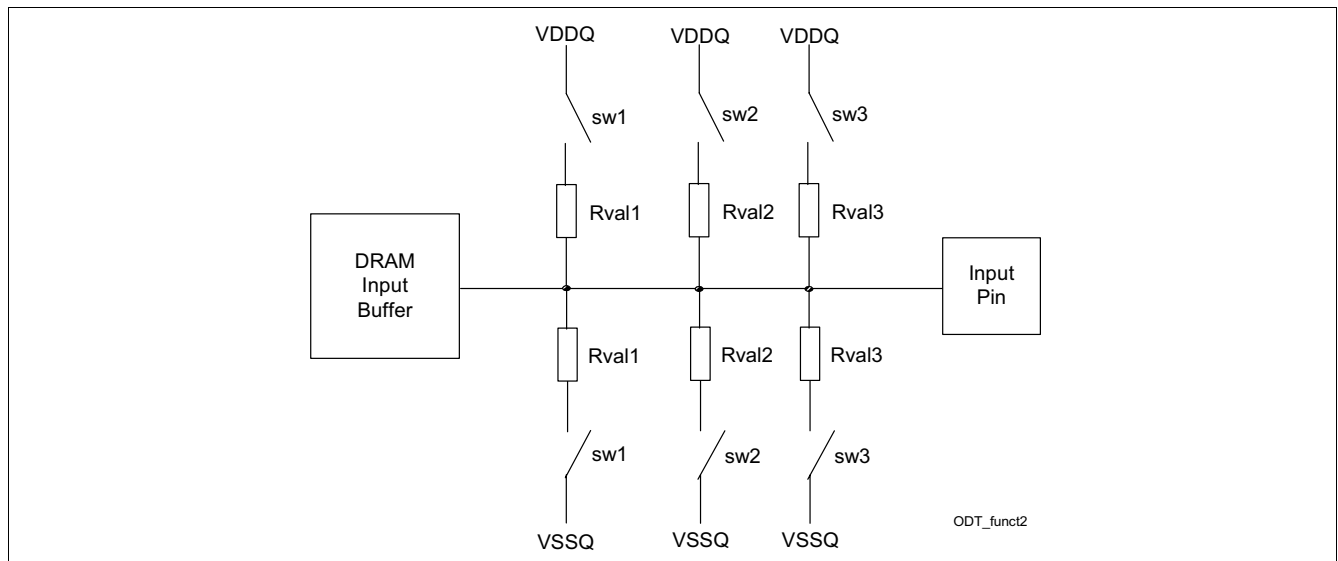 VDDQ VDDQ VDDQ
sw1 sw2 sw3
Rval1 Rval2 Rval3
DRAM
Input
Buffer
Input
Pin
Rval1 Rval2 Rval3
sw1 sw2 sw3
ODT_funct2
VSSQ VSSQ VSSQ